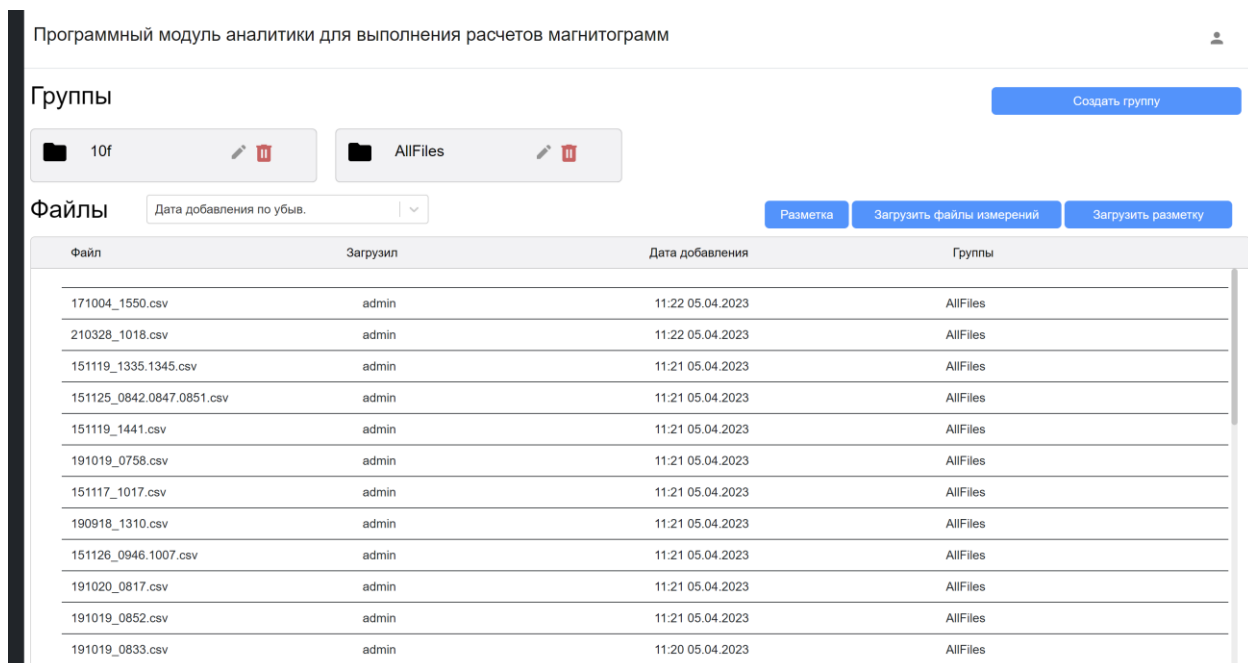 Программный модуль аналитики для выполнения расчетов магнитограмм
Группы
Создать группу
10f
AllFiles
Файлы
Дата добавления по убыв.
Разметка
Загрузить файлы измерений
Загрузить разметку
Файл Загрузил Дата добавления Группы
171004_1550.csv admin 11:22 05.04.2023 AllFiles
210328_1018.csv admin 11:22 05.04.2023 AllFiles
151119_1335.1345.csv admin 11:21 05.04.2023 AllFiles
151125_0842.0847.0851.csv admin 11:21 05.04.2023 AllFiles
151119_1441.csv admin 11:21 05.04.2023 AllFiles
191019_0758.csv admin 11:21 05.04.2023 AllFiles
151117_1017.csv admin 11:21 05.04.2023 AllFiles
190918_1310.csv admin 11:21 05.04.2023 AllFiles
151126_0946.1007.csv admin 11:21 05.04.2023 AllFiles
191020_0817.csv admin 11:21 05.04.2023 AllFiles
191019_0852.csv admin 11:21 05.04.2023 AllFiles
191019_0833.csv admin 11:20 05.04.2023 AllFiles